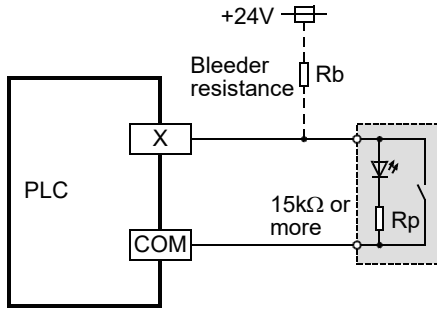 +24V
Bleeder
resistance
Rb
X
PLC
15kΩ or
more
Rp
COM